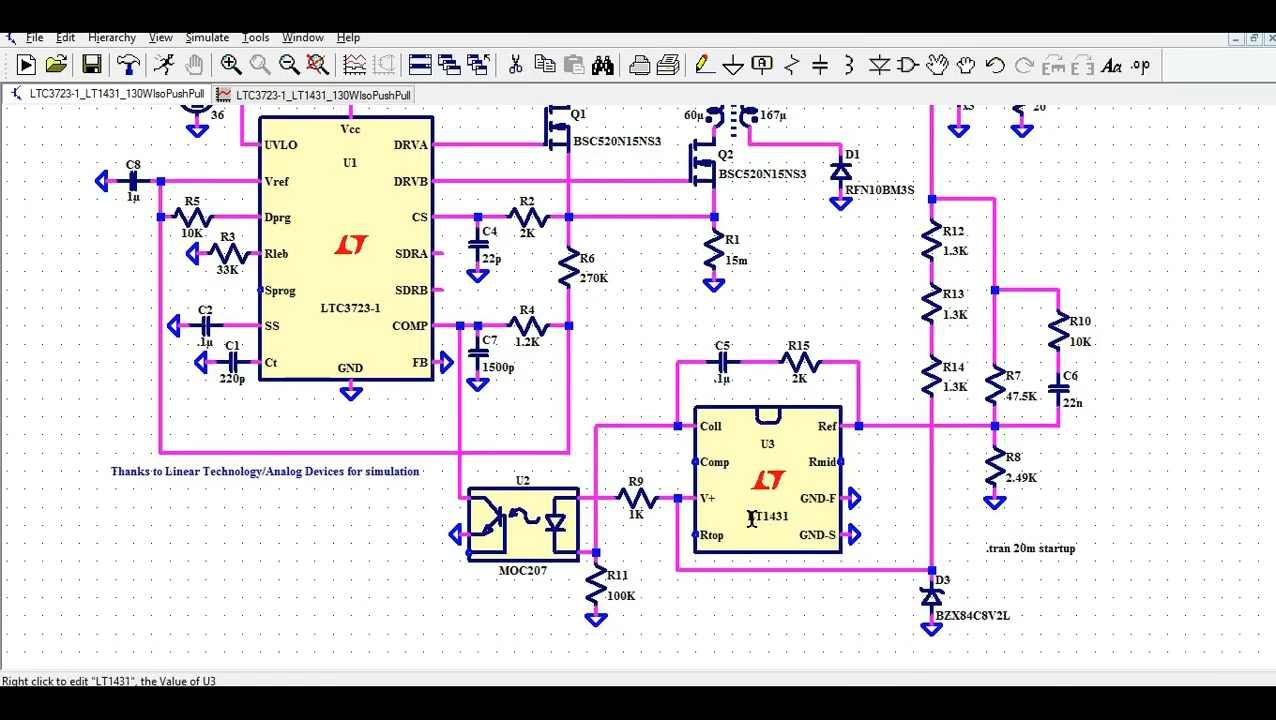 File Edit Hierarchy View Simulate Tools Window Help
LTC3723-1_LT1431_130WIsoPushPull LTC3723-1_LT1431_130WIsoPushPull
36
Vcc
U1
UVLO
Vref
Dprg
Rleb
Sprog
SS
Ct
GND
DRVA
DRVB
CS
SDRA
SDRB
COMP
FB
LTC3723-1
C8
1µ
R5
10K
R3
33K
C2
.1µ
C1
220p
Q1
BSC520N15NS3
60µ 167µ
Q2
BSC520N15NS3
D1
RFN10BM3S
20
R2
2K
C4
22p
R6
270K
R1
15m
R4
1.2K
C7
1500p
R12
1.3K
R13
1.3K
R14
1.3K
R10
10K
R7
47.5K
C6
22n
R8
2.49K
C5
.1µ
R15
2K
Coll
Comp
V+
Rtop
U3
LT1431
Ref
Rmid
GND-F
GND-S
Thanks to Linear Technology/Analog Devices for simulation
U2
MOC207
R9
1K
R11
100K
.tran 20m startup
D3
BZX84C8V2L
Right click to edit "LT1431", the Value of U3